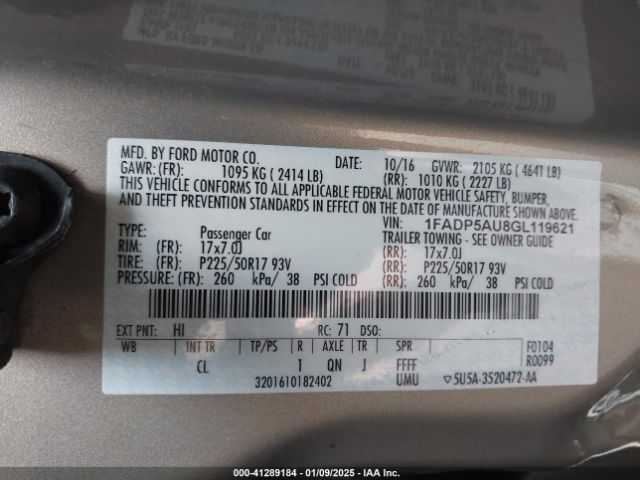 MFD. BY FORD MOTOR CO.
DATE: 10/16 GVWR: 2105 KG ( 4641 LB)
GAWR: (FR): 1095 KG ( 2414 LB) (RR): 1010 KG ( 2227 LB)
THIS VEHICLE CONFORMS TO ALL APPLICABLE FEDERAL MOTOR VEHICLE SAFETY, BUMPER,
AND THEFT PREVENTION STANDARDS IN EFFECT ON THE DATE OF MANUFACTURE SHOWN ABOVE.
VIN: 1FADP5AU8GL119621
TYPE: Passenger Car TRAILER TOWING – SEE OWNER GUIDE
RIM: (FR): 17x7.0J (RR): 17x7.0J
TIRE: (FR): P225/50R17 93V (RR): P225/50R17 93V
PRESSURE: (FR): 260 kPa/ 38 PSI COLD (RR): 260 kPa/ 38 PSI COLD
EXT PNT: HI RC: 71 DSO:
WB INT TR TP/PS R AXLE TR SPR F0104
CL 1 QN J FFFF R0099
3201610182402 UMU ▽5U5A-3520472-AA
000-41289184 - 01/09/2025 - IAA Inc.